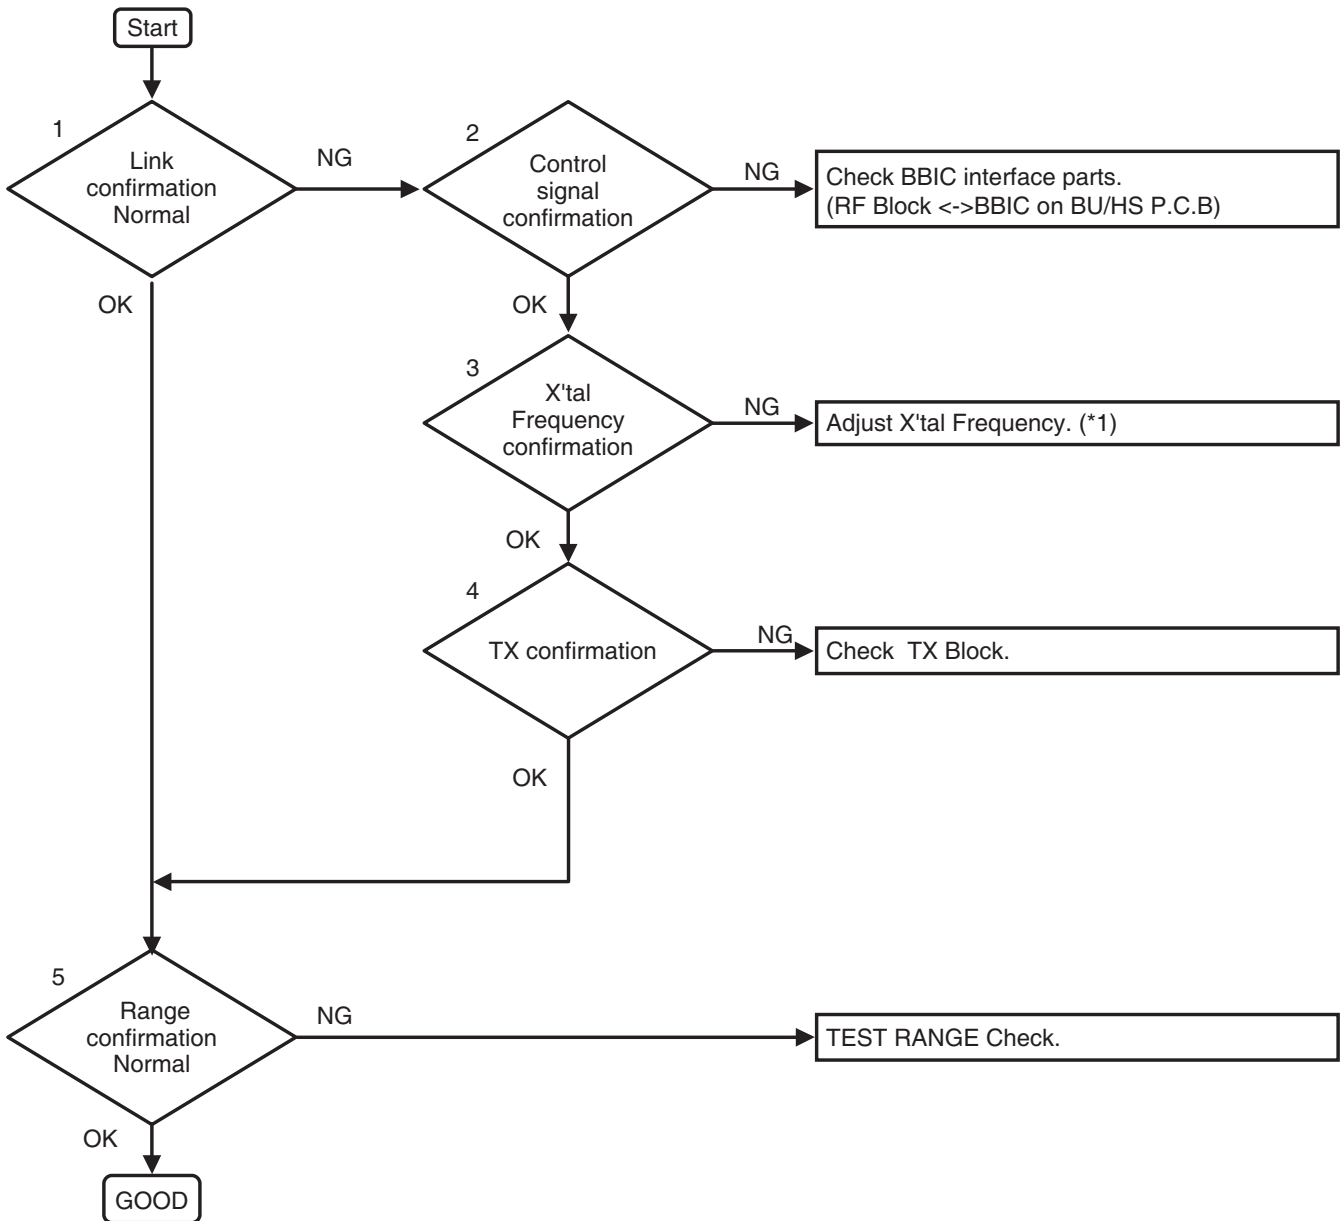 Start
1
Link
confirmation
Normal
NG
2
Control
signal
confirmation
NG
Check BBIC interface parts.
(RF Block <->BBIC on BU/HS P.C.B)
OK
OK
3
X'tal
Frequency
confirmation
NG
Adjust X'tal Frequency. (*1)
OK
4
TX confirmation
NG
Check  TX Block.
OK
5
Range
confirmation
Normal
NG
TEST RANGE Check.
OK
GOOD